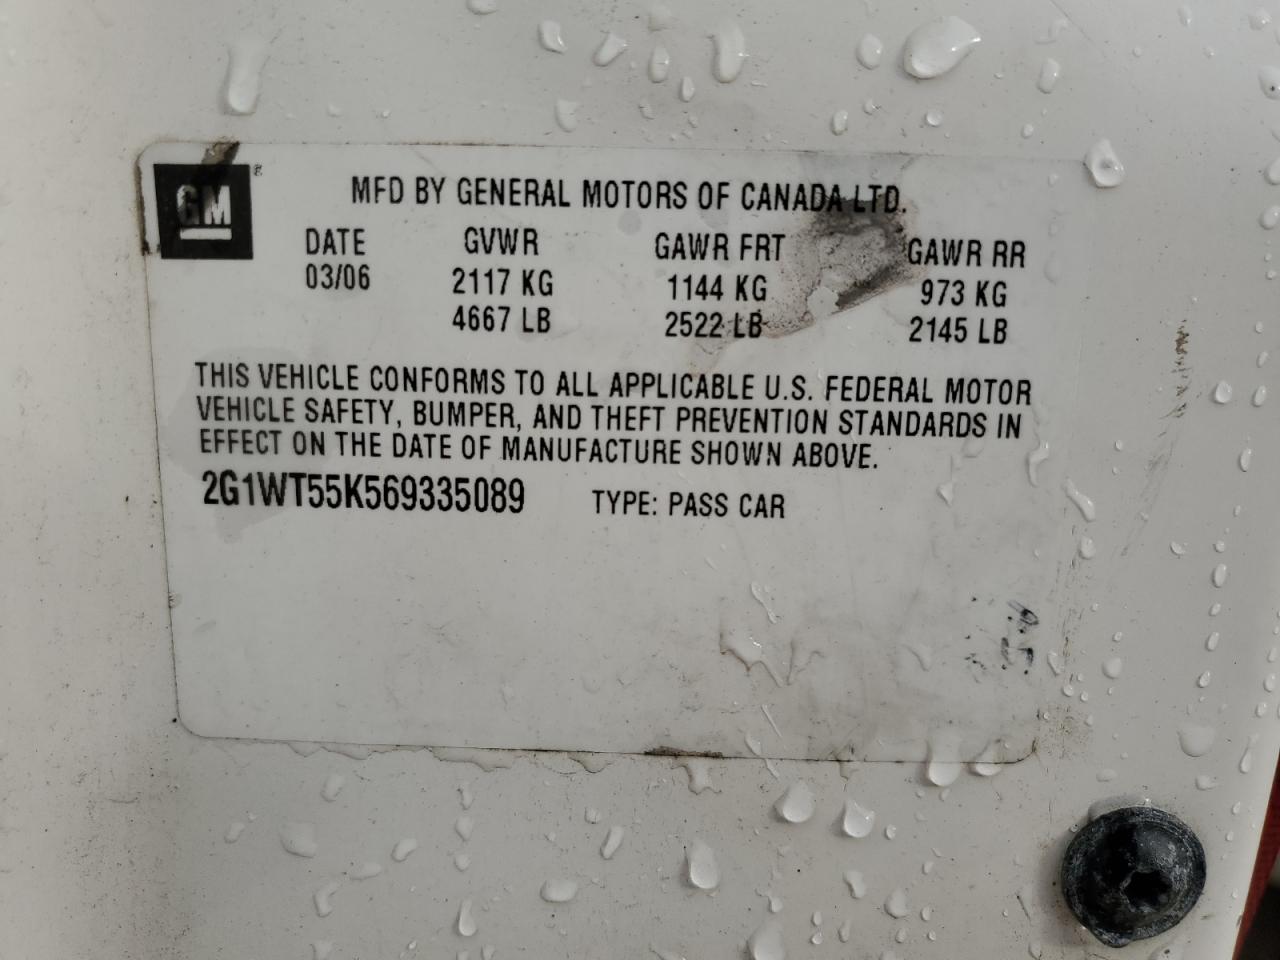 GM
MFD BY GENERAL MOTORS OF CANADA LTD.
DATE GVWR GAWR FRT GAWR RR
03/06 2117 KG 1144 KG 973 KG
4667 LB 2522 LB 2145 LB
THIS VEHICLE CONFORMS TO ALL APPLICABLE U.S. FEDERAL MOTOR
VEHICLE SAFETY, BUMPER, AND THEFT PREVENTION STANDARDS IN
EFFECT ON THE DATE OF MANUFACTURE SHOWN ABOVE.
2G1WT55K569335089 TYPE: PASS CAR